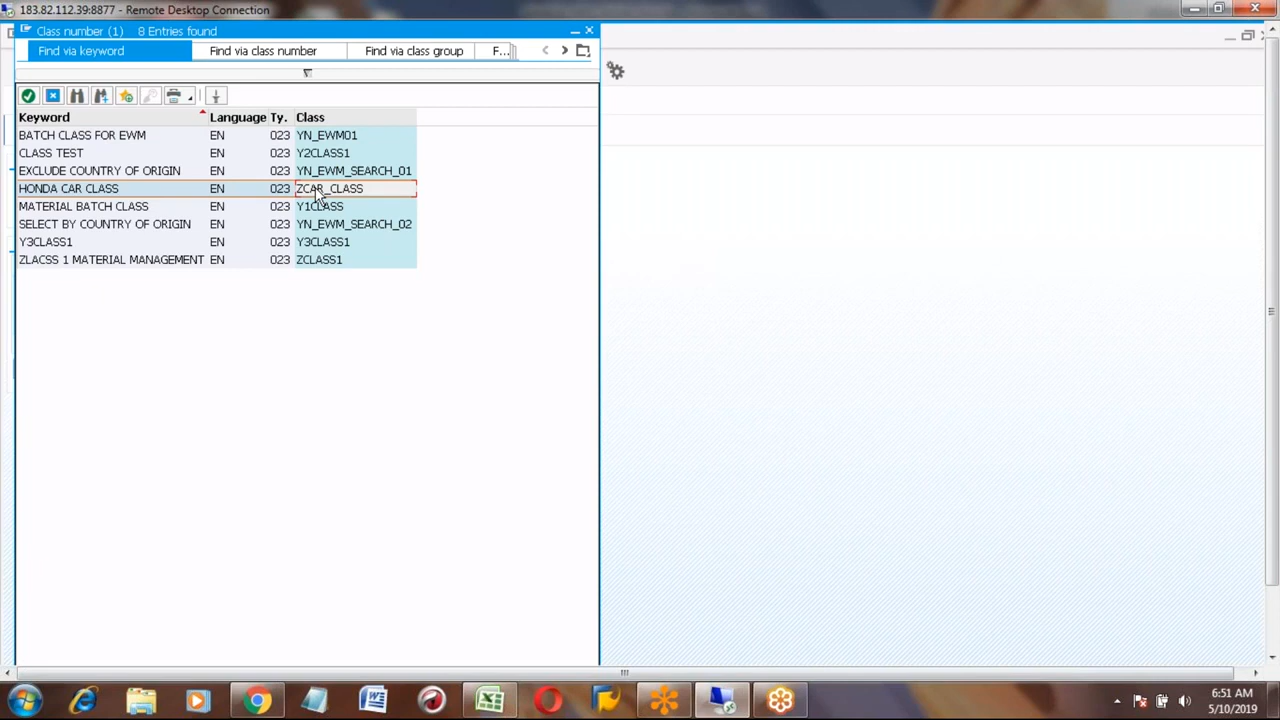 183.82.112.39:8877 - Remote Desktop Connection
Class number (1) 8 Entries found
Find via keyword Find via class number Find via class group F...
Keyword Language Ty. Class
BATCH CLASS FOR EWM EN 023 YN_EWM01
CLASS TEST EN 023 Y2CLASS1
EXCLUDE COUNTRY OF ORIGIN EN 023 YN_EWM_SEARCH_01
HONDA CAR CLASS EN 023 ZCAR_CLASS
MATERIAL BATCH CLASS EN 023 Y1CLASS
SELECT BY COUNTRY OF ORIGIN EN 023 YN_EWM_SEARCH_02
Y3CLASS1 EN 023 Y3CLASS1
ZLACSS 1 MATERIAL MANAGEMENT EN 023 ZCLASS1
6:51 AM
5/10/2019